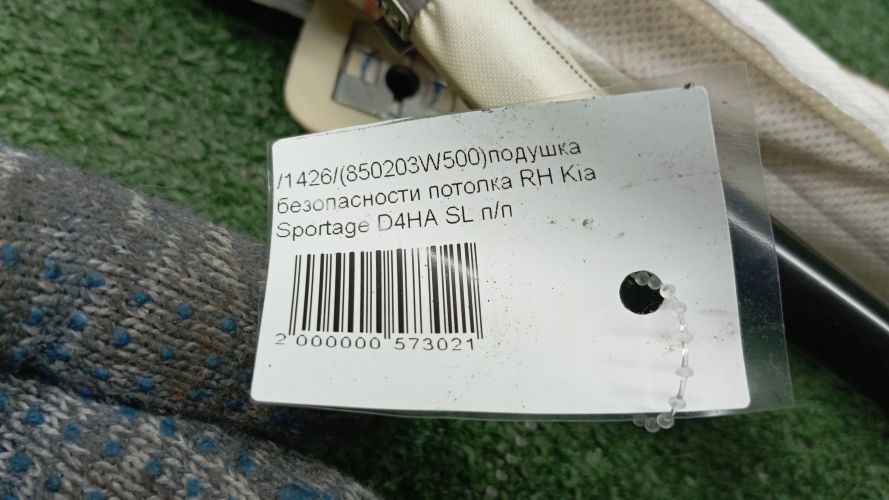 /1426/(850203W500)подушка
безопасности потолка RH Kia
Sportage D4HA SL п/п
2 000000 573021